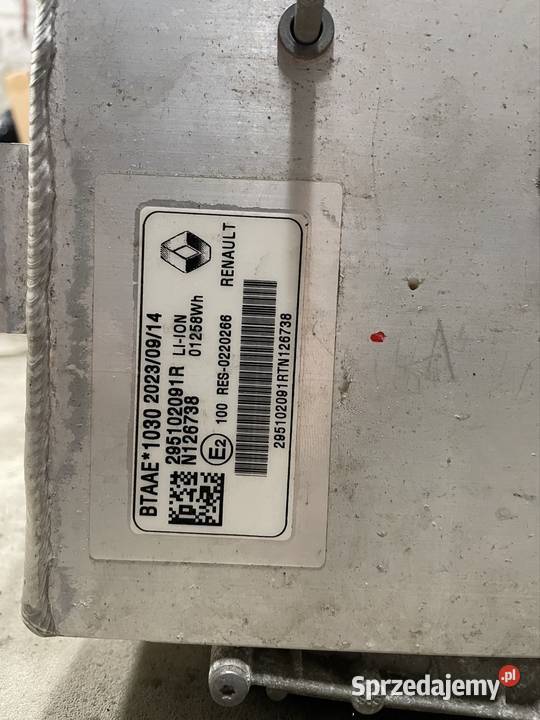 BTAAE*1030 2023/09/14
295102091R LI-ION
N126738 01258Wh
E2 100 RES-0220266 RENAULT
295102091RTN126738
A
Sprzedajemy.pl